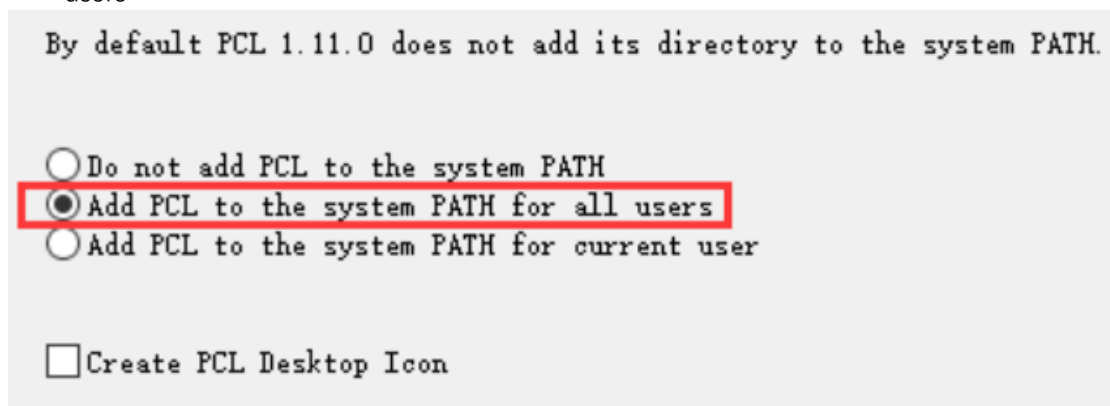 users
By default PCL 1.11.0 does not add its directory to the system PATH.
Do not add PCL to the system PATH
Add PCL to the system PATH for all users
Add PCL to the system PATH for current user
Create PCL Desktop Icon